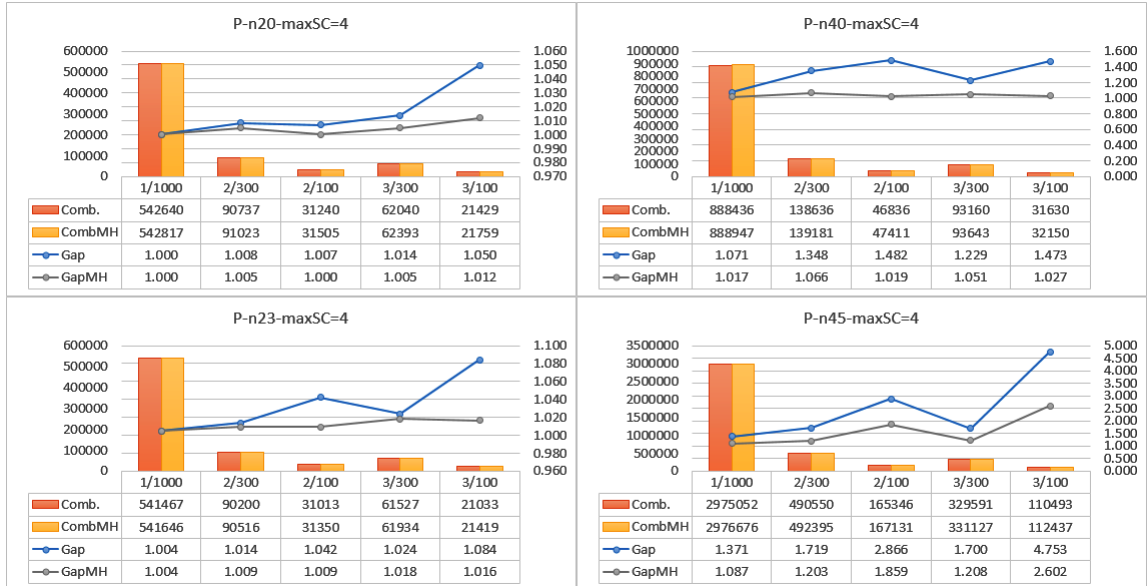 P-n20-maxSC=4
600000
500000
400000
300000
200000
100000
0
1.060
1.050
1.040
1.030
1.020
1.010
1.000
0.990
0.980
0.970
1/1000 2/300 2/100 3/300 3/100
Comb. 542640 90737 31240 62040 21429
CombMH 542817 91023 31505 62393 21759
Gap 1.000 1.008 1.007 1.014 1.050
GapMH 1.000 1.005 1.000 1.005 1.012
P-n40-maxSC=4
1000000
900000
800000
700000
600000
500000
400000
300000
200000
100000
0
1.600
1.400
1.200
1.000
0.800
0.600
0.400
0.200
0.000
1/1000 2/300 2/100 3/300 3/100
Comb. 888436 138636 46836 93160 31630
CombMH 888947 139181 47411 93643 32150
Gap 1.071 1.348 1.482 1.229 1.473
GapMH 1.017 1.066 1.019 1.051 1.027
P-n23-maxSC=4
600000
500000
400000
300000
200000
100000
0
1.100
1.080
1.060
1.040
1.020
1.000
0.980
0.960
1/1000 2/300 2/100 3/300 3/100
Comb. 541467 90200 31013 61527 21033
CombMH 541646 90516 31350 61934 21419
Gap 1.004 1.014 1.042 1.024 1.084
GapMH 1.004 1.009 1.009 1.018 1.016
P-n45-maxSC=4
3500000
3000000
2500000
2000000
1500000
1000000
500000
0
5.000
4.500
4.000
3.500
3.000
2.500
2.000
1.500
1.000
0.500
0.000
1/1000 2/300 2/100 3/300 3/100
Comb. 2975052 490550 165346 329591 110493
CombMH 2976676 492395 167131 331127 112437
Gap 1.371 1.719 2.866 1.700 4.753
GapMH 1.087 1.203 1.859 1.208 2.602